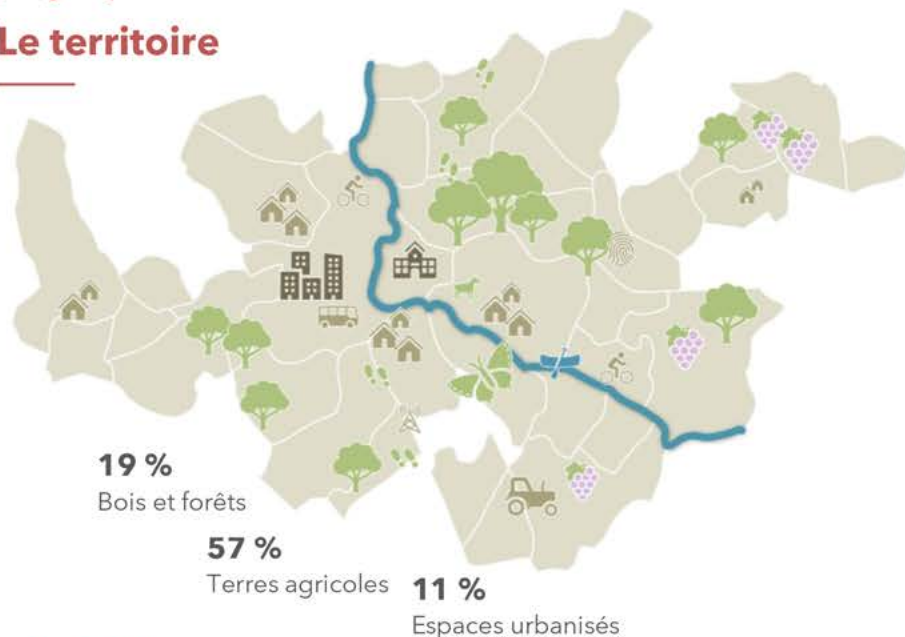 Le territoire
19 %
Bois et forêts
57 %
Terres agricoles
11 %
Espaces urbanisés